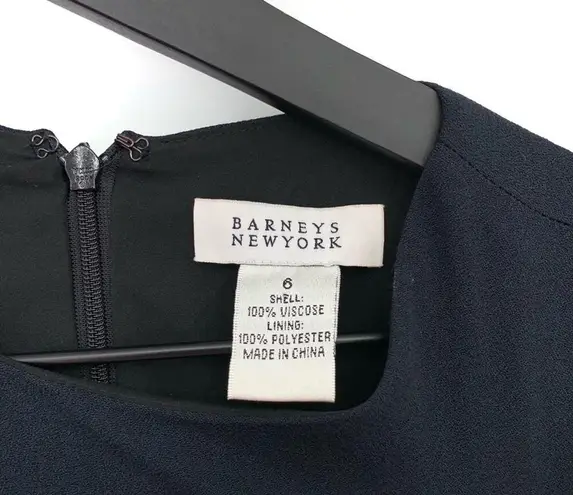 BARNEYS
NEWYORK
6
SHELL:
100% VISCOSE
LINING:
100% POLYESTER
MADE IN CHINA